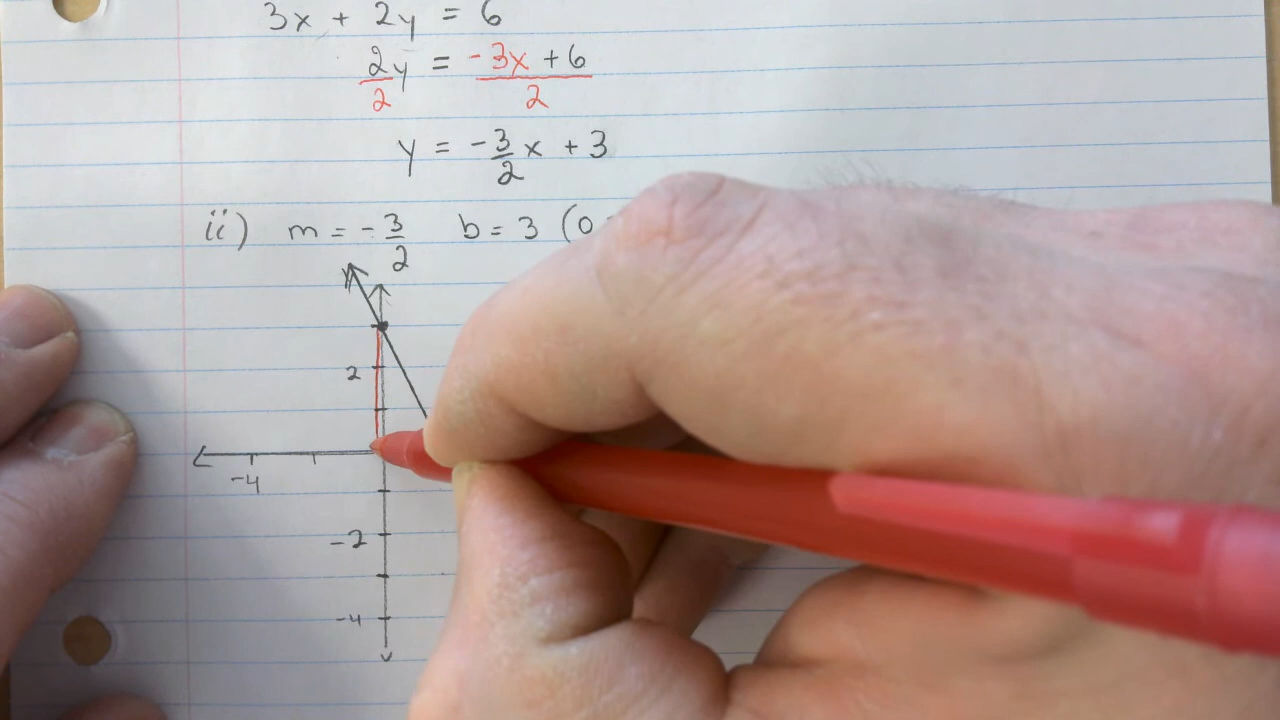 3x + 2y = 6
2y/2 = -3x + 6/2
y = -3/2 x + 3
ii) m = -3/2 b = 3 (0
2
-4
-2
-4